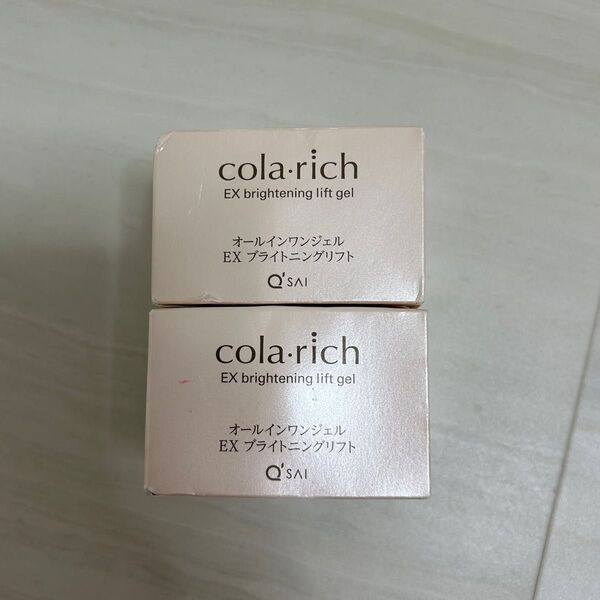 cola·rich
EX brightening lift gel
オールインワンジェル
EX ブライトニングリフト
Q'SAI
cola·rich
EX brightening lift gel
オールインワンジェル
EX ブライトニングリフト
Q'SAI